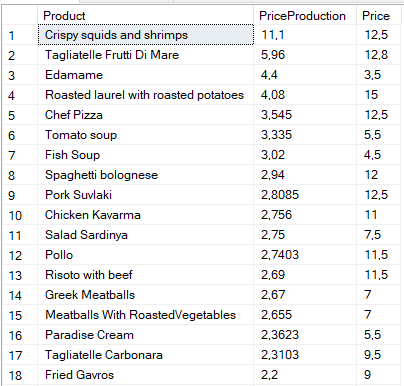 Product PriceProduction Price
1 Crispy squids and shrimps 11,1 12,5
2 Tagliatelle Frutti Di Mare 5,96 12,8
3 Edamame 4,4 3,5
4 Roasted laurel with roasted potatoes 4,08 15
5 Chef Pizza 3,545 12,5
6 Tomato soup 3,335 5,5
7 Fish Soup 3,02 4,5
8 Spaghetti bolognese 2,94 12
9 Pork Suvlaki 2,8085 12,5
10 Chicken Kavarma 2,756 11
11 Salad Sardinya 2,75 7,5
12 Pollo 2,7403 11,5
13 Risoto with beef 2,69 11,5
14 Greek Meatballs 2,67 7
15 Meatballs With RoastedVegetables 2,655 7
16 Paradise Cream 2,3623 5,5
17 Tagliatelle Carbonara 2,3103 9,5
18 Fried Gavros 2,2 9